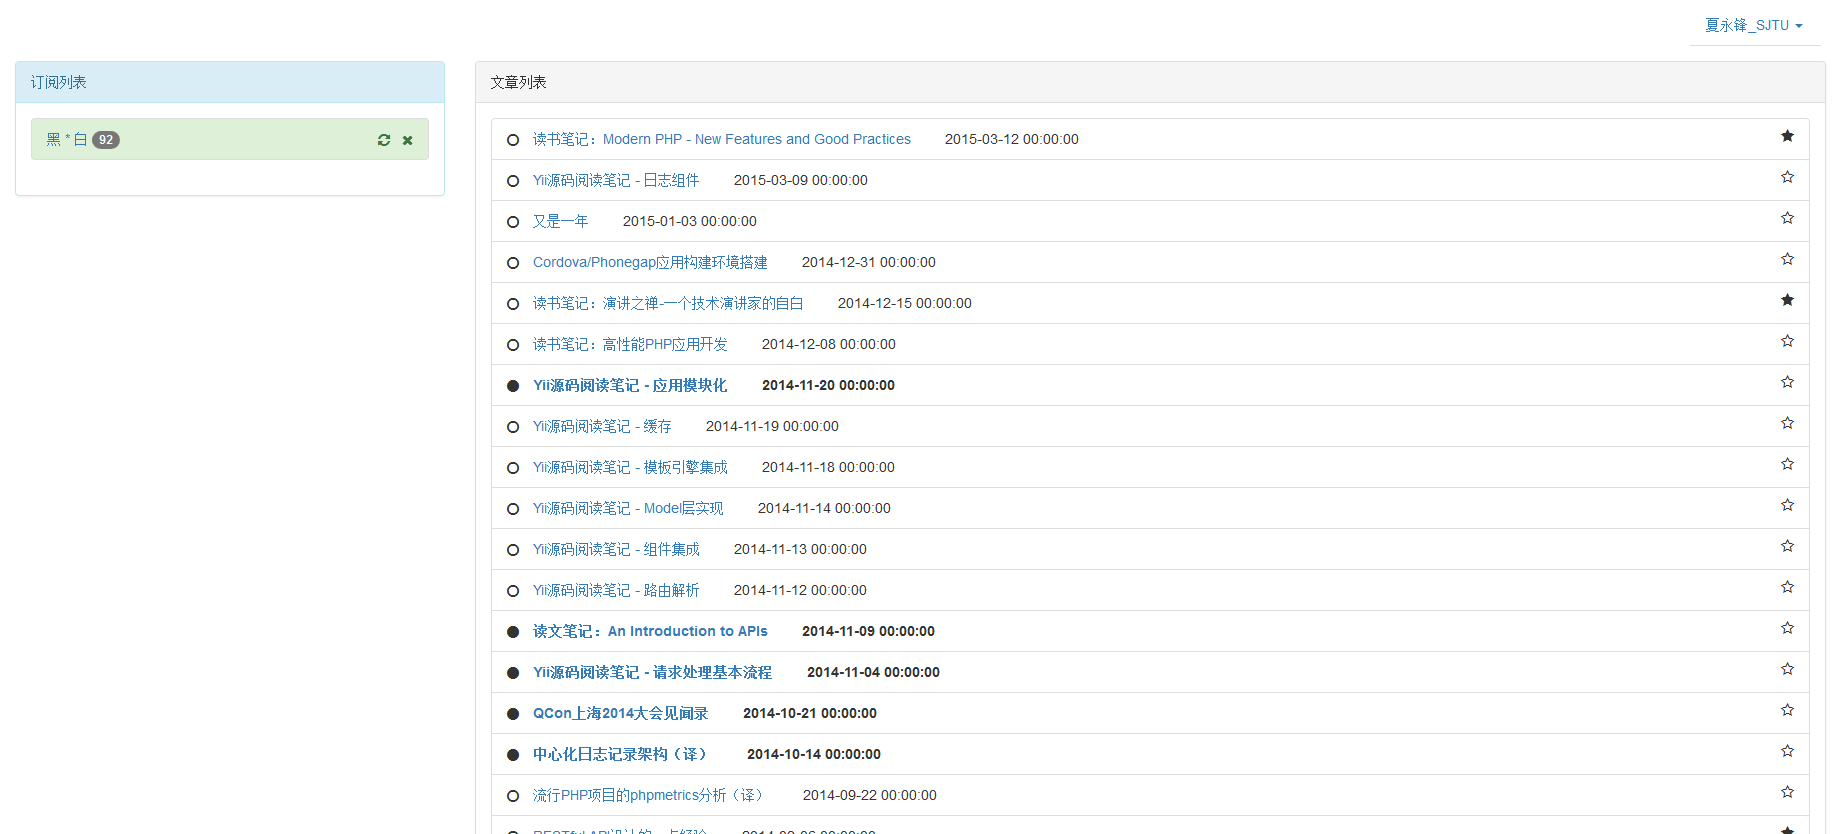 夏永锋_SJTU
订阅列表
黑 * 白 92
文章列表
读书笔记：Modern PHP - New Features and Good Practices 2015-03-12 00:00:00
Yii源码阅读笔记 - 日志组件 2015-03-09 00:00:00
又是一年 2015-01-03 00:00:00
Cordova/Phonegap应用构建环境搭建 2014-12-31 00:00:00
读书笔记：演讲之禅-一个技术演讲家的自白 2014-12-15 00:00:00
读书笔记：高性能PHP应用开发 2014-12-08 00:00:00
Yii源码阅读笔记 - 应用模块化 2014-11-20 00:00:00
Yii源码阅读笔记 - 缓存 2014-11-19 00:00:00
Yii源码阅读笔记 - 模板引擎集成 2014-11-18 00:00:00
Yii源码阅读笔记 - Model层实现 2014-11-14 00:00:00
Yii源码阅读笔记 - 组件集成 2014-11-13 00:00:00
Yii源码阅读笔记 - 路由解析 2014-11-12 00:00:00
读文笔记：An Introduction to APIs 2014-11-09 00:00:00
Yii源码阅读笔记 - 请求处理基本流程 2014-11-04 00:00:00
QCon上海2014大会见闻录 2014-10-21 00:00:00
中心化日志记录架构（译） 2014-10-14 00:00:00
流行PHP项目的phpmetrics分析（译） 2014-09-22 00:00:00